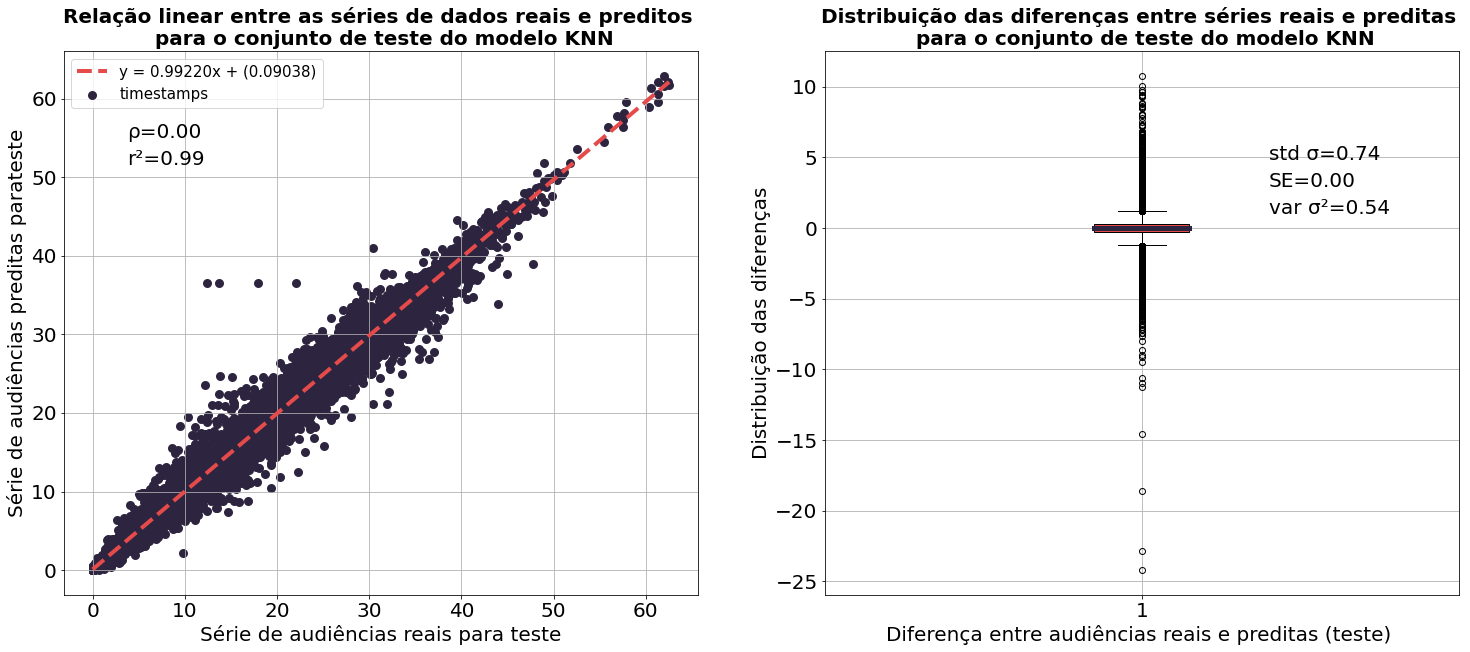 Relação linear entre as séries de dados reais e preditos
para o conjunto de teste do modelo KNN
y = 0.99220x + (0.09038)
timestamps
ρ=0.00
r²=0.99
60
50
40
30
20
10
0
Série de audiências preditas parateste
0 10 20 30 40 50 60
Série de audiências reais para teste
Distribuição das diferenças entre séries reais e preditas
para o conjunto de teste do modelo KNN
std σ=0.74
SE=0.00
var σ²=0.54
10
5
0
−5
−10
−15
−20
−25
Distribuição das diferenças
1
Diferença entre audiências reais e preditas (teste)